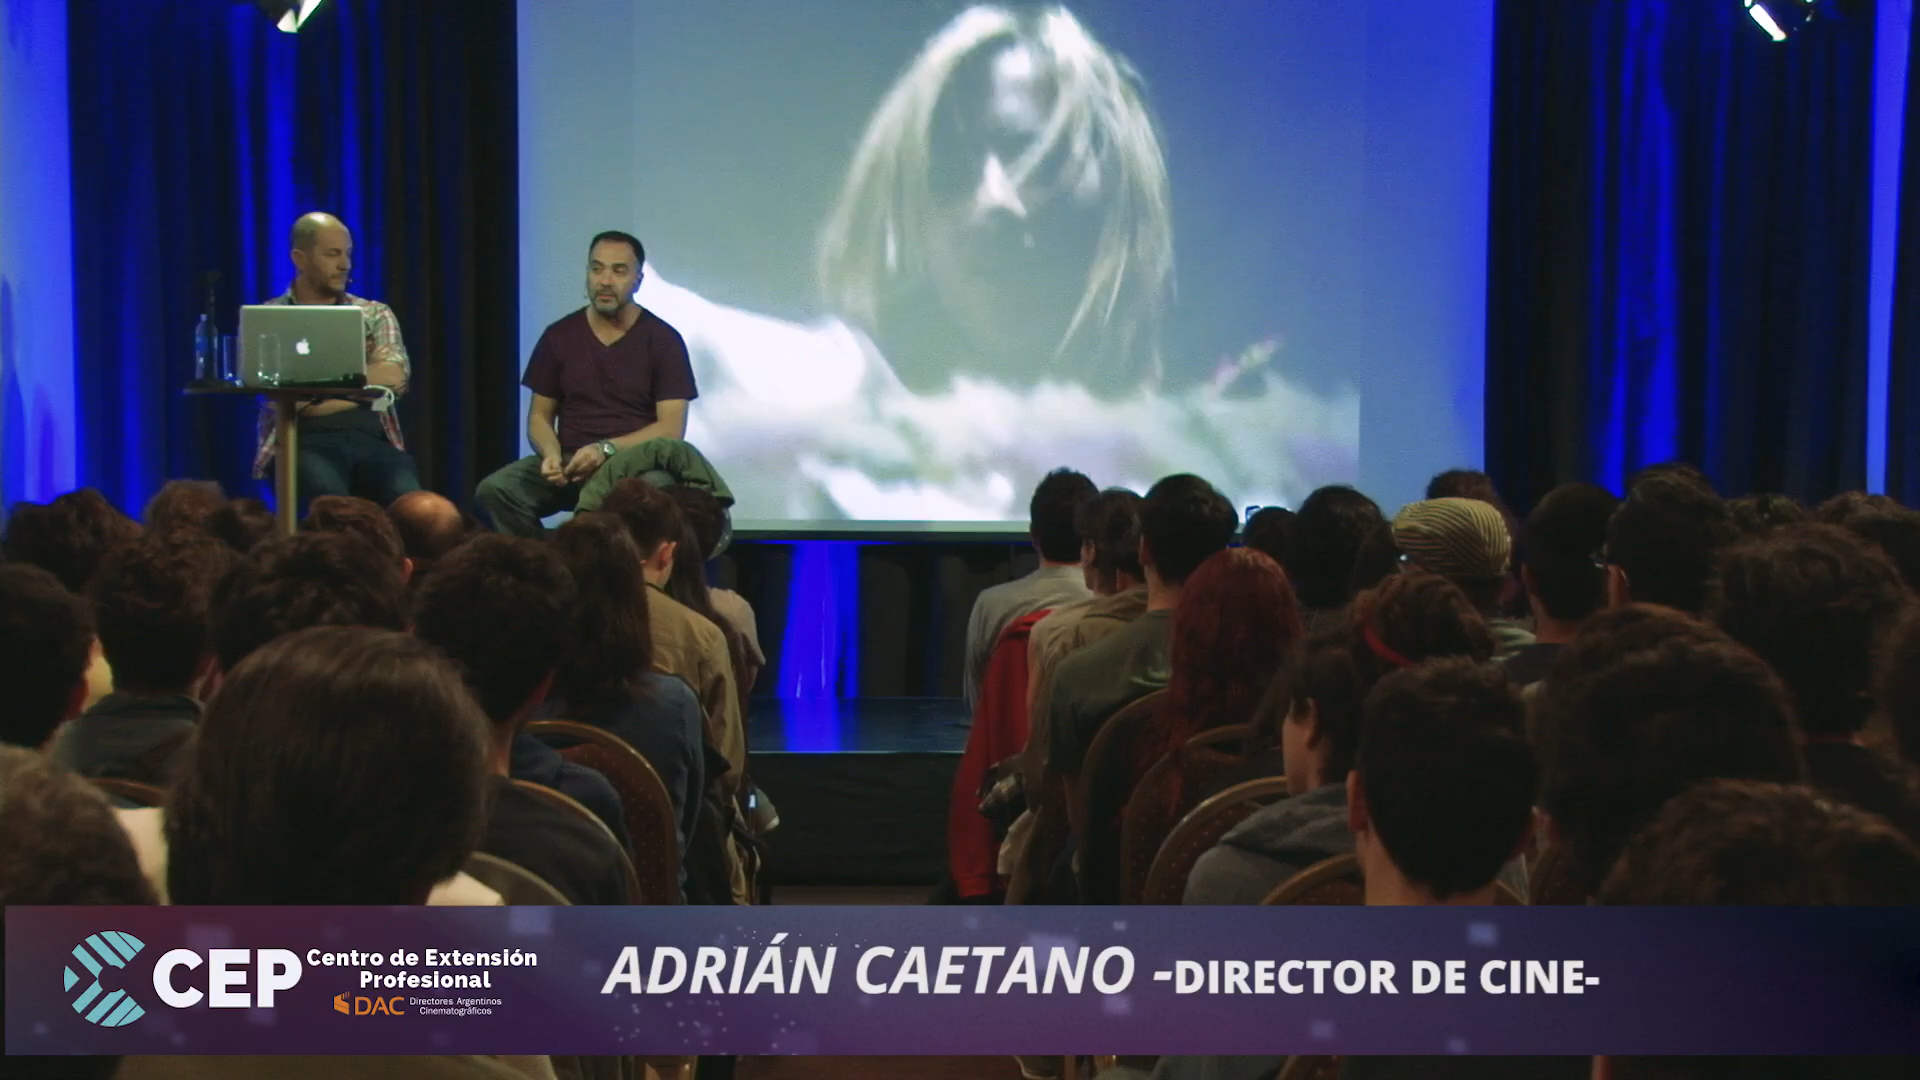 CEP
Centro de Extensión
Profesional
DAC Directores Argentinos
Cinematográficos
ADRIÁN CAETANO -DIRECTOR DE CINE-